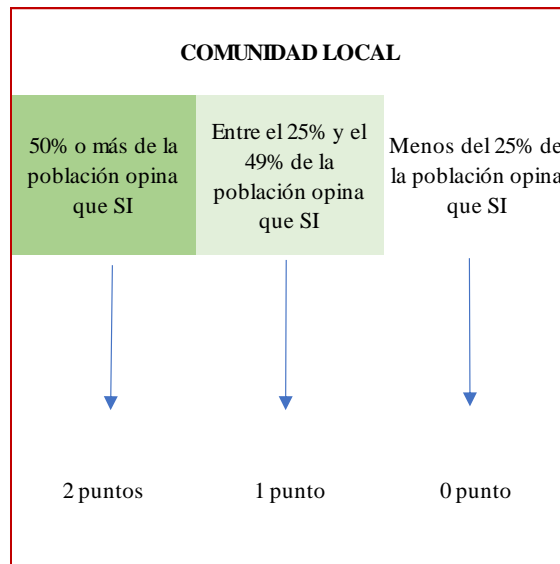 COMUNIDAD LOCAL
50% o más de la
población opina
que SI
Entre el 25% y el
49% de la
población opina
que SI
Menos del 25% de
la población opina
que SI
2 puntos
1 punto
0 punto